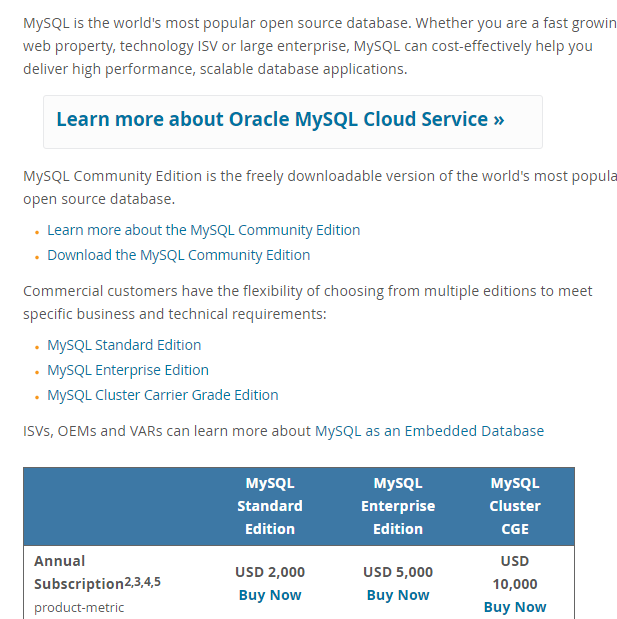 MySQL is the world's most popular open source database. Whether you are a fast growin
web property, technology ISV or large enterprise, MySQL can cost-effectively help you
deliver high performance, scalable database applications.
Learn more about Oracle MySQL Cloud Service »
MySQL Community Edition is the freely downloadable version of the world's most popula
open source database.
• Learn more about the MySQL Community Edition
• Download the MySQL Community Edition
Commercial customers have the flexibility of choosing from multiple editions to meet
specific business and technical requirements:
• MySQL Standard Edition
• MySQL Enterprise Edition
• MySQL Cluster Carrier Grade Edition
ISVs, OEMs and VARs can learn more about MySQL as an Embedded Database
MySQL Standard Edition
MySQL Enterprise Edition
MySQL Cluster CGE
Annual Subscription2,3,4,5
product-metric
USD 2,000
Buy Now
USD 5,000
Buy Now
USD 10,000
Buy Now